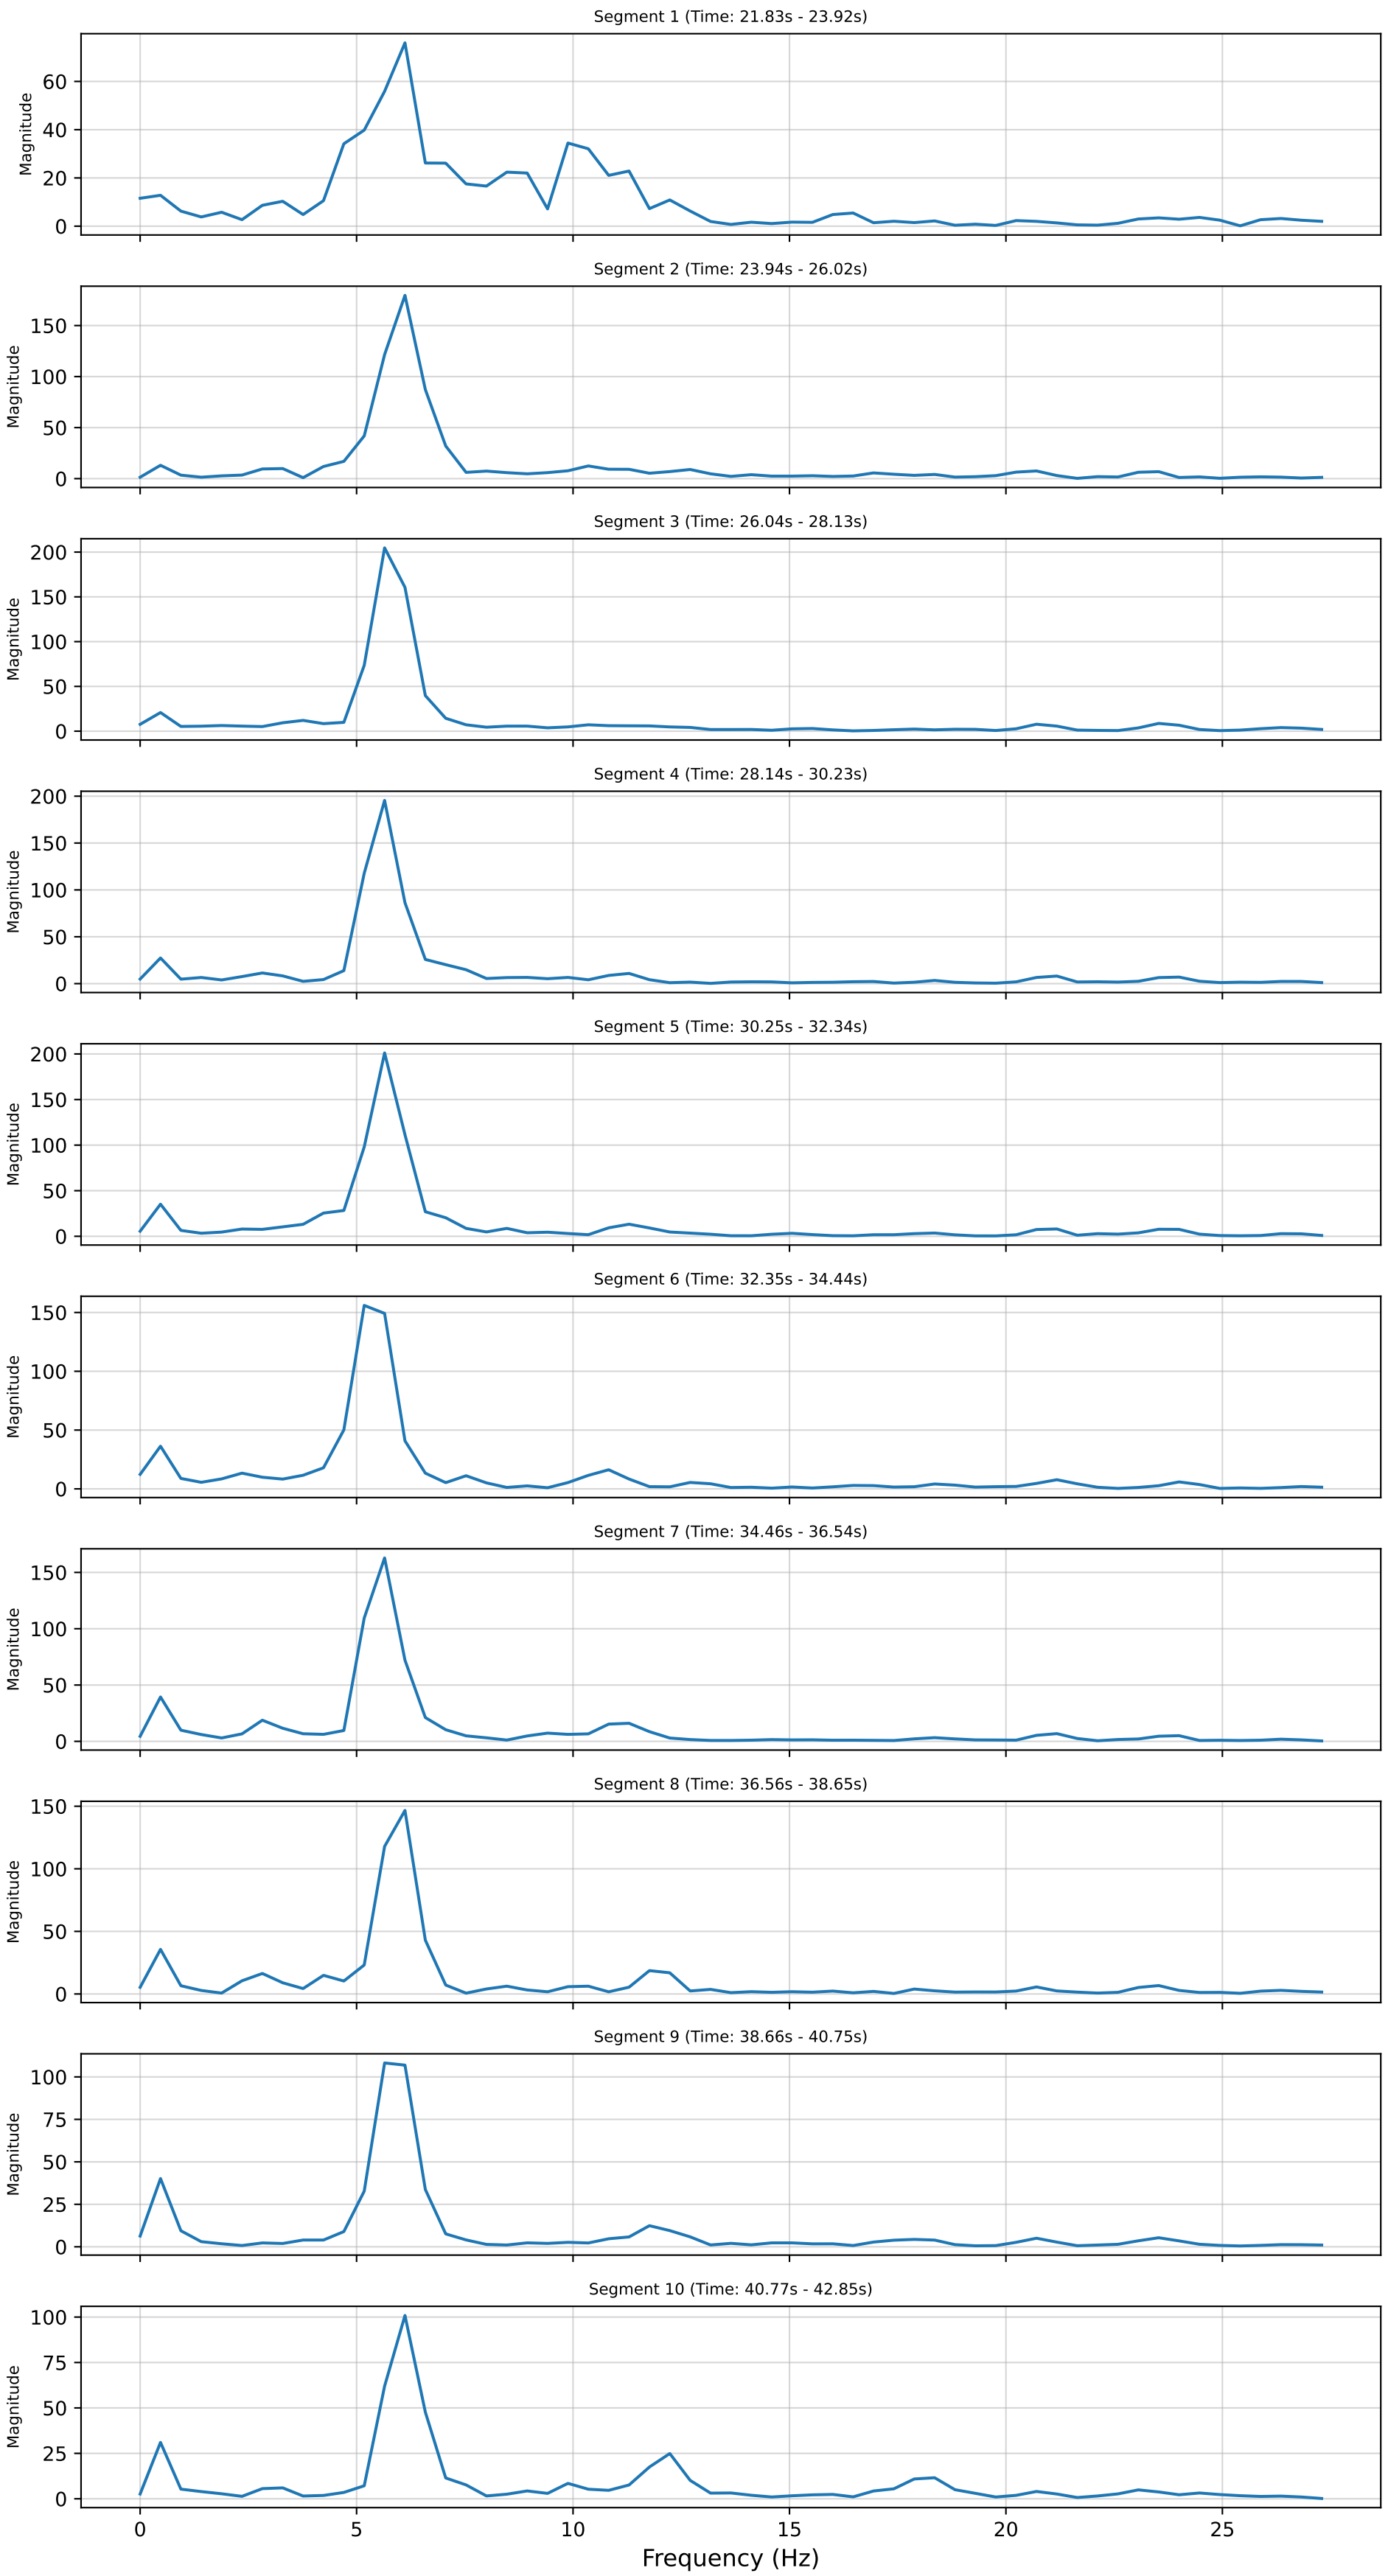 Segment 1 (Time: 21.83s - 23.92s)
Magnitude
60
40
20
0
Segment 2 (Time: 23.94s - 26.02s)
Magnitude
150
100
50
0
Segment 3 (Time: 26.04s - 28.13s)
Magnitude
200
150
100
50
0
Segment 4 (Time: 28.14s - 30.23s)
Magnitude
200
150
100
50
0
Segment 5 (Time: 30.25s - 32.34s)
Magnitude
200
150
100
50
0
Segment 6 (Time: 32.35s - 34.44s)
Magnitude
150
100
50
0
Segment 7 (Time: 34.46s - 36.54s)
Magnitude
150
100
50
0
Segment 8 (Time: 36.56s - 38.65s)
Magnitude
150
100
50
0
Segment 9 (Time: 38.66s - 40.75s)
Magnitude
100
75
50
25
0
Segment 10 (Time: 40.77s - 42.85s)
Magnitude
100
75
50
25
0
0 5 10 15 20 25
Frequency (Hz)